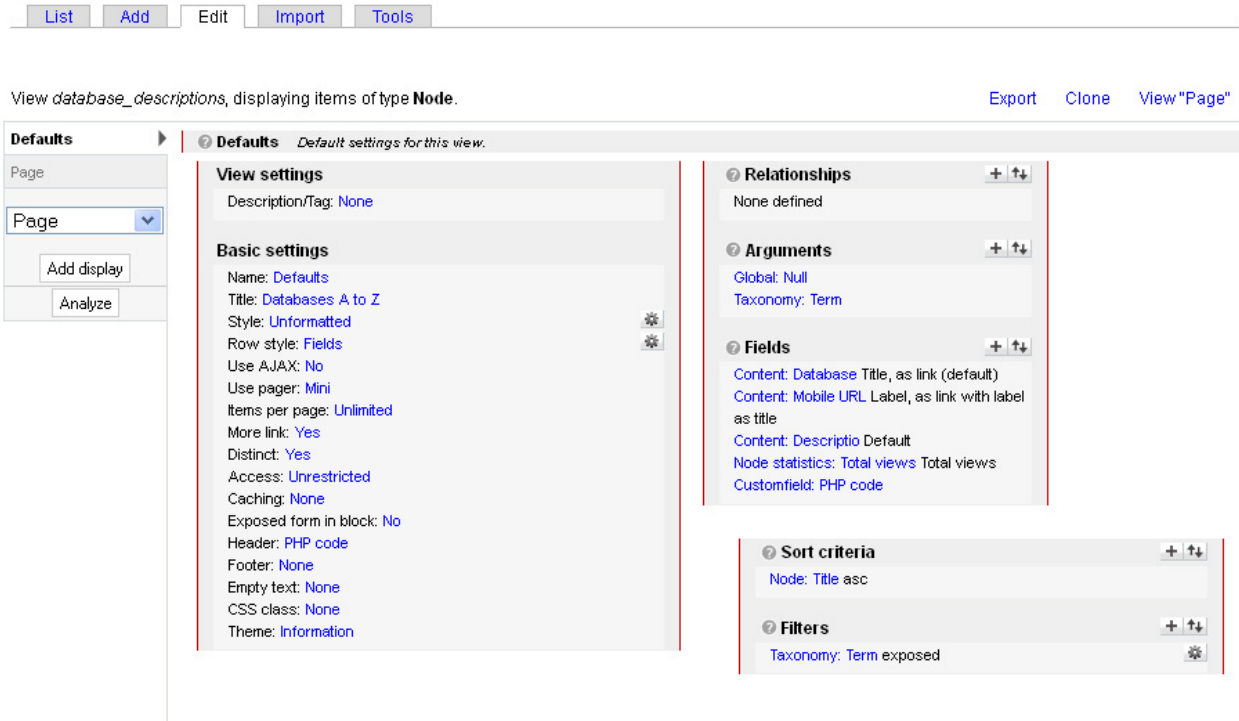 List Add Edit Import Tools
View database_descriptions, displaying items of type Node.
Export Clone View "Page"
Defaults
Page
Page
Add display
Analyze
Defaults Default settings for this view.
View settings
Description/Tag: None
Basic settings
Name: Defaults
Title: Databases A to Z
Style: Unformatted
Row style: Fields
Use AJAX: No
Use pager: Mini
Items per page: Unlimited
More link: Yes
Distinct: Yes
Access: Unrestricted
Caching: None
Exposed form in block: No
Header: PHP code
Footer: None
Empty text: None
CSS class: None
Theme: Information
Relationships
None defined
Arguments
Global: Null
Taxonomy: Term
Fields
Content: Database Title, as link (default)
Content: Mobile URL Label, as link with label
as title
Content: Descriptio Default
Node statistics: Total views Total views
Customfield: PHP code
Sort criteria
Node: Title asc
Filters
Taxonomy: Term exposed